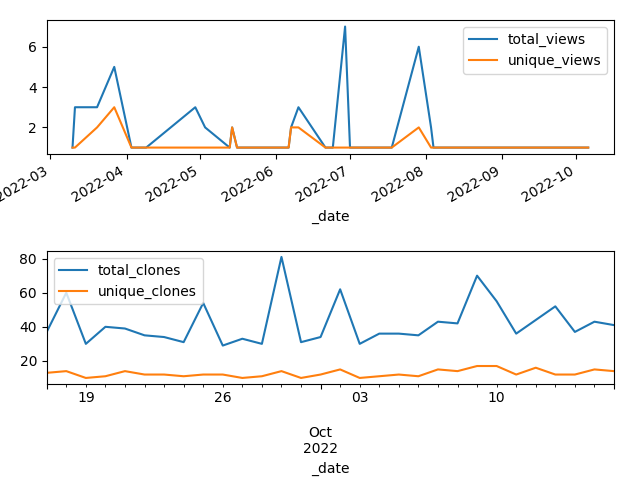 6
4
2
total_views
unique_views
2022-03
2022-04
2022-05
2022-06
2022-07
2022-08
2022-09
2022-10
_date
80
60
40
20
total_clones
unique_clones
19
26
03
10
Oct
2022
_date